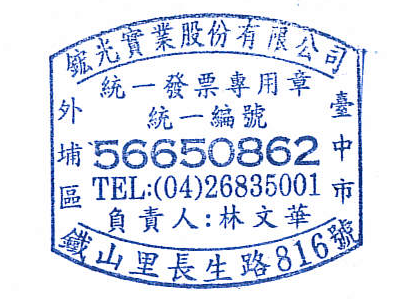 鈜光實業股份有限公司
統一發票專用章
統一編號
56650862
TEL:(04)26835001
負責人:林文華
臺中市
外埔區
鐵山里長生路816號